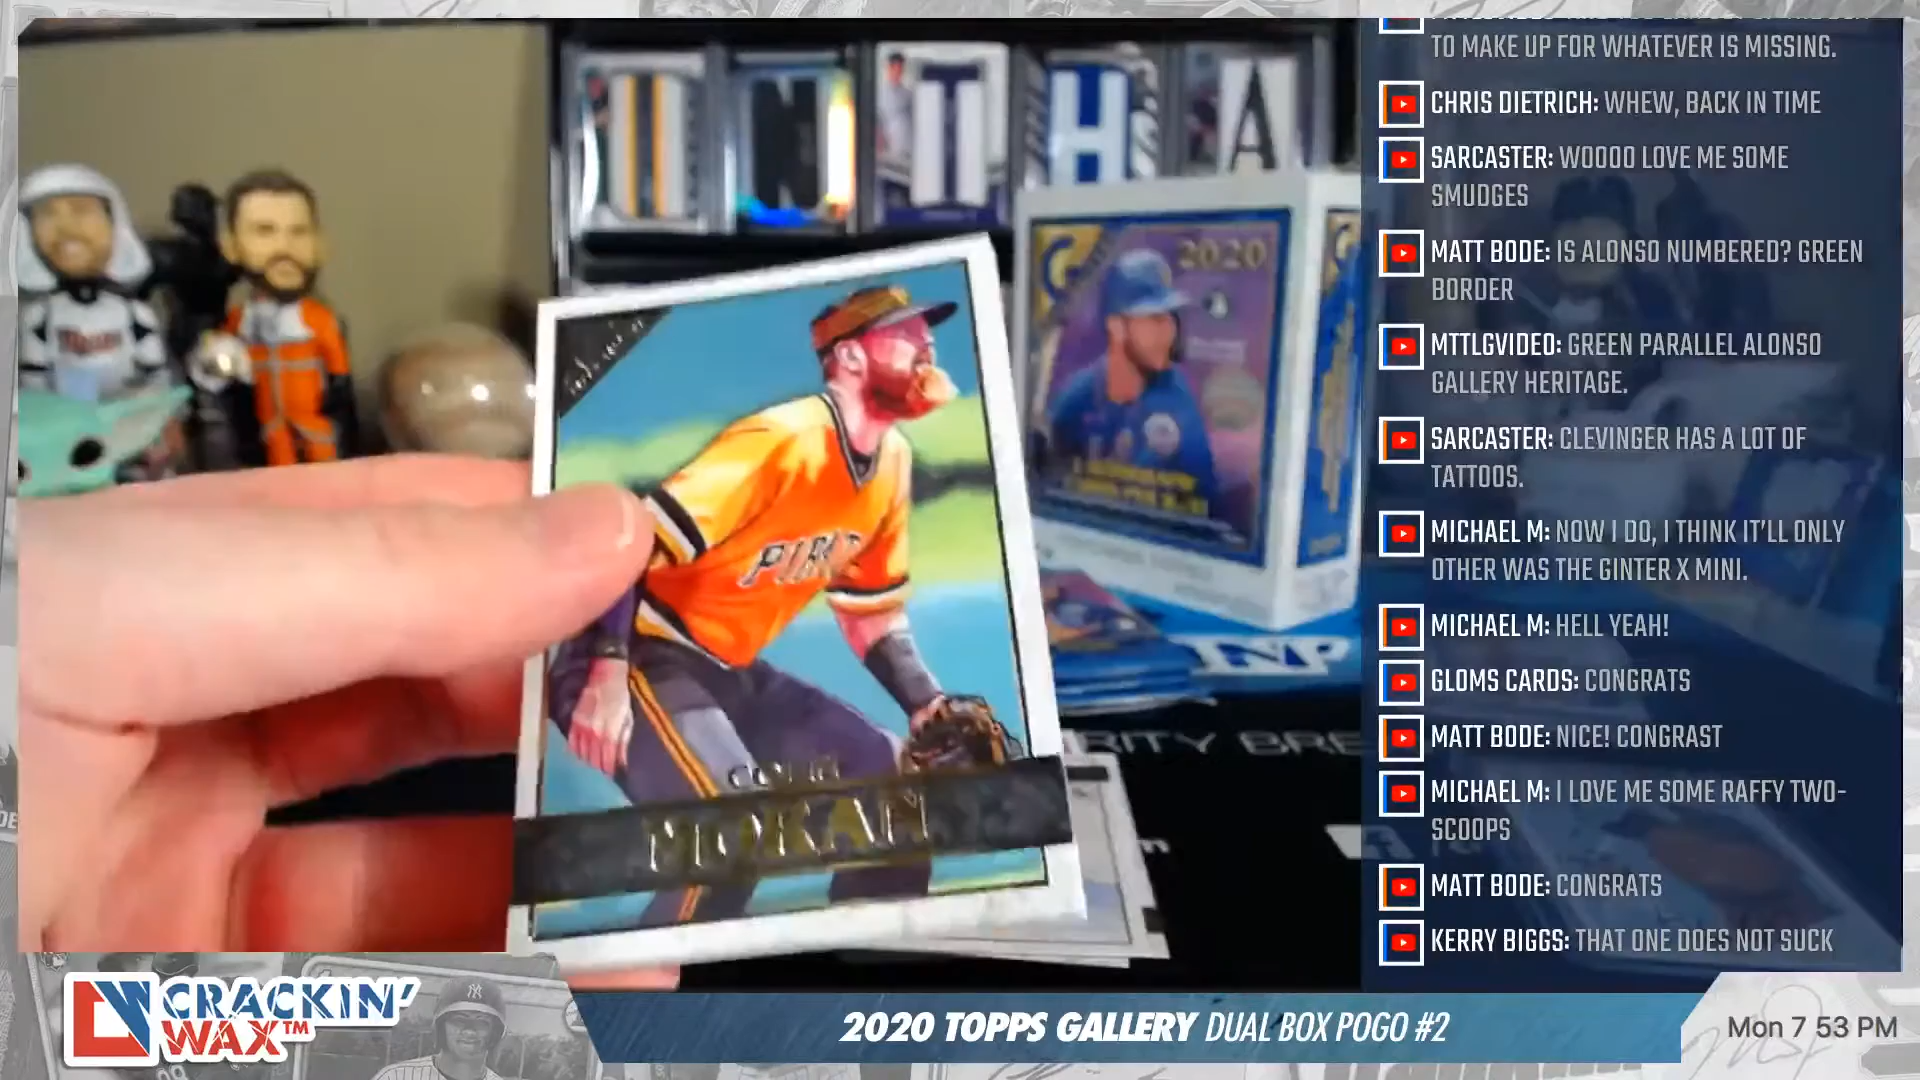 TO MAKE UP FOR WHATEVER IS MISSING.
CHRIS DIETRICH: WHEW, BACK IN TIME
SARCASTER: WOOOO LOVE ME SOME
SMUDGES
MATT BODE: IS ALONSO NUMBERED? GREEN
BORDER
MTTLGVIDEO: GREEN PARALLEL ALONSO
GALLERY HERITAGE.
SARCASTER: CLEVINGER HAS A LOT OF
TATTOOS.
MICHAEL M: NOW I DO, I THINK IT'LL ONLY
OTHER WAS THE GINTER X MINI.
MICHAEL M: HELL YEAH!
GLOMS CARDS: CONGRATS
MATT BODE: NICE! CONGRAST
MICHAEL M: I LOVE ME SOME RAFFY TWO-
SCOOPS
MATT BODE: CONGRATS
KERRY BIGGS: THAT ONE DOES NOT SUCK
I N T H A
2020
COLIN
MORAN
CW CRACKIN'
WAX™
2020 TOPPS GALLERY DUAL BOX POGO #2
Mon 7 53 PM